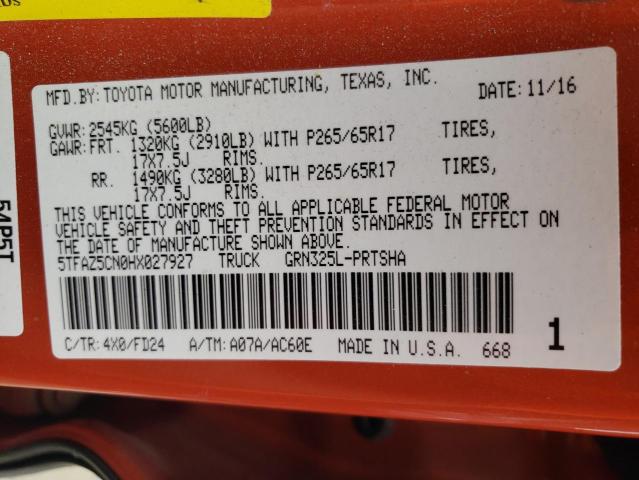 MFD.BY: TOYOTA MOTOR MANUFACTURING, TEXAS, INC.
DATE: 11/16
GVWR: 2545KG (5600LB)
GAWR: FRT. 1320KG (2910LB) WITH P265/65R17 TIRES,
17X7.5J RIMS.
RR. 1490KG (3280LB) WITH P265/65R17 TIRES,
17X7.5J RIMS.
THIS VEHICLE CONFORMS TO ALL APPLICABLE FEDERAL MOTOR
VEHICLE SAFETY AND THEFT PREVENTION STANDARDS IN EFFECT ON
THE DATE OF MANUFACTURE SHOWN ABOVE.
5TFAZ5CN0HX027927 TRUCK GRN325L-PRTSHA
C/TR: 4X0/FD24 A/TM: A07A/AC60E MADE IN U.S.A. 668
1
54P5T